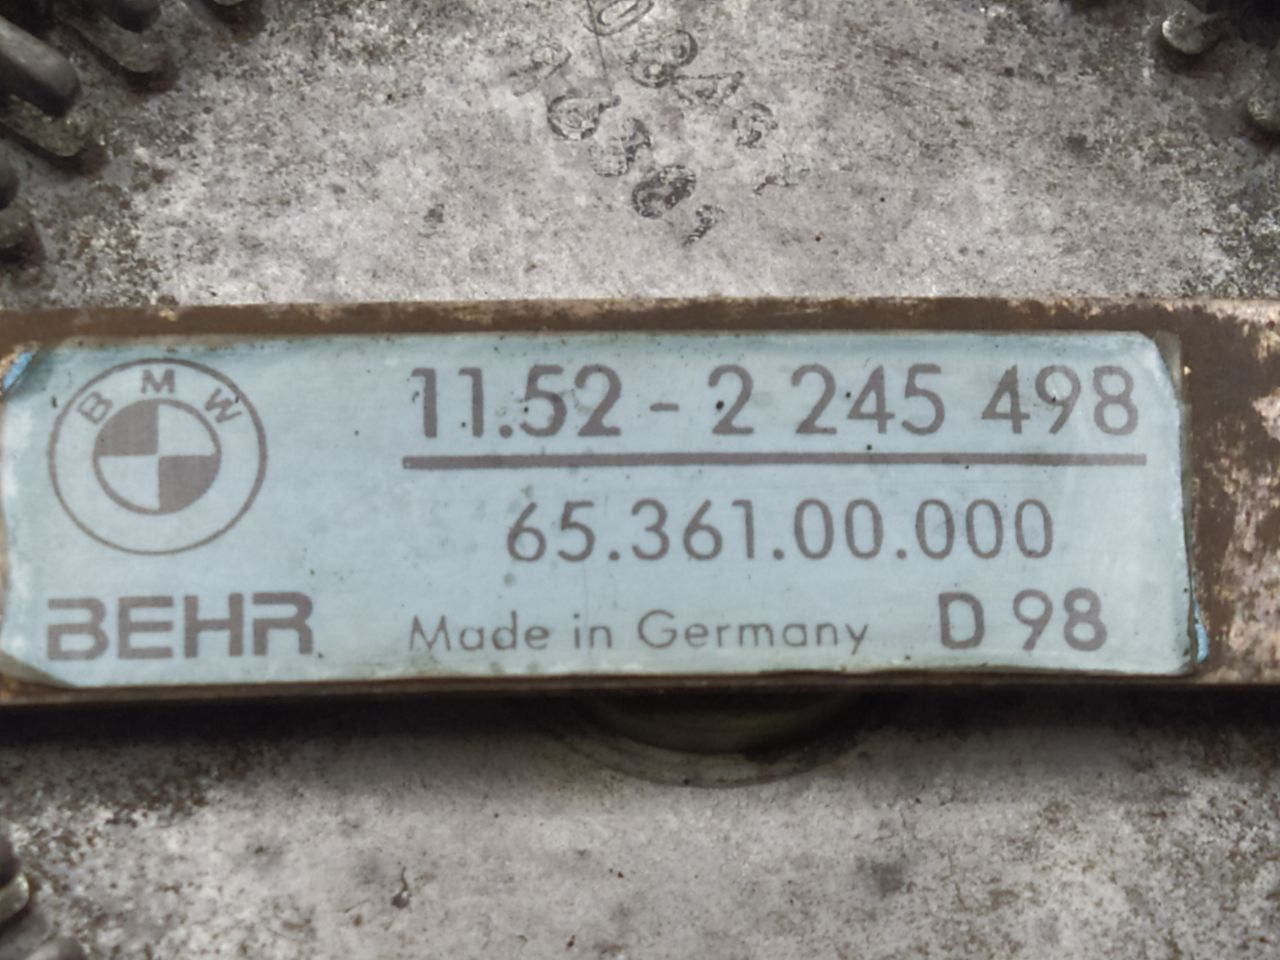 BMW
11.52 - 2 245 498
65.361.00.000
BEHR Made in Germany D 98